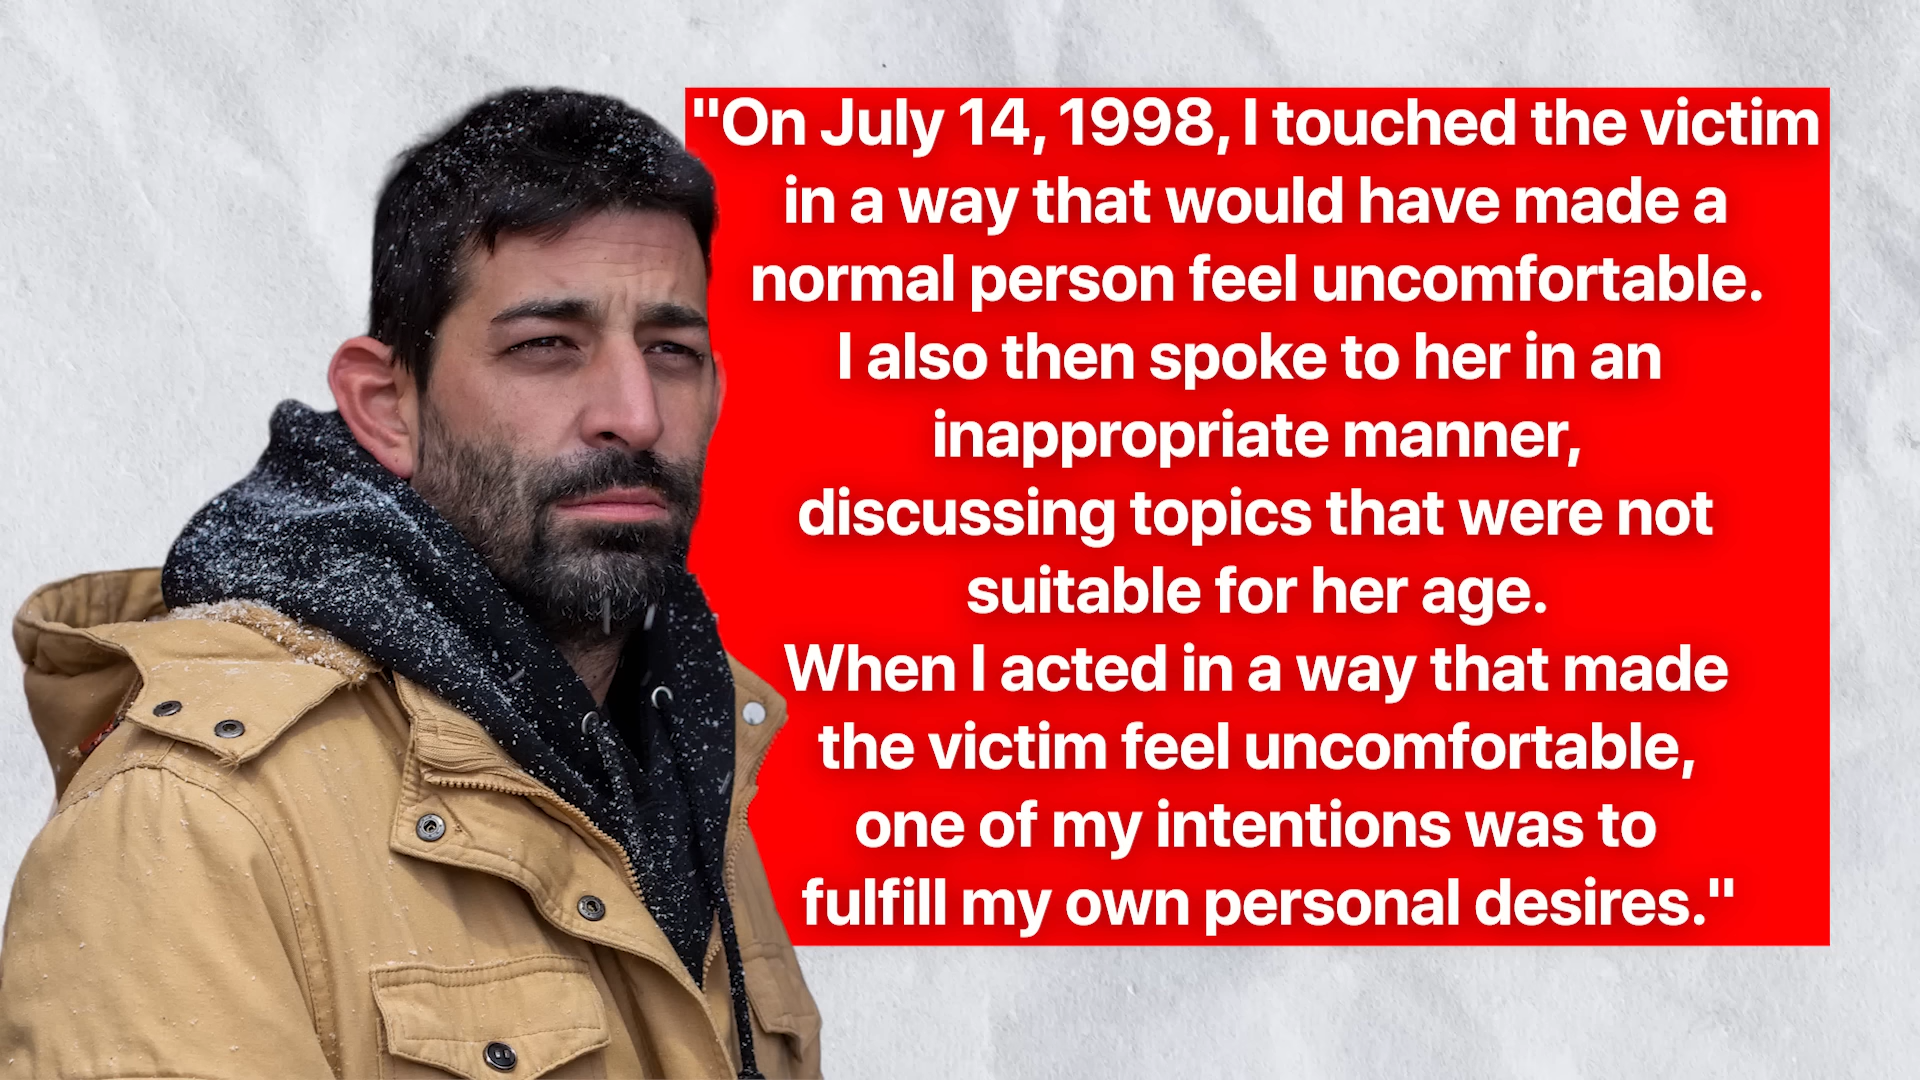 "On July 14, 1998, I touched the victim
in a way that would have made a
normal person feel uncomfortable.
I also then spoke to her in an
inappropriate manner,
discussing topics that were not
suitable for her age.
When I acted in a way that made
the victim feel uncomfortable,
one of my intentions was to
fulfill my own personal desires."